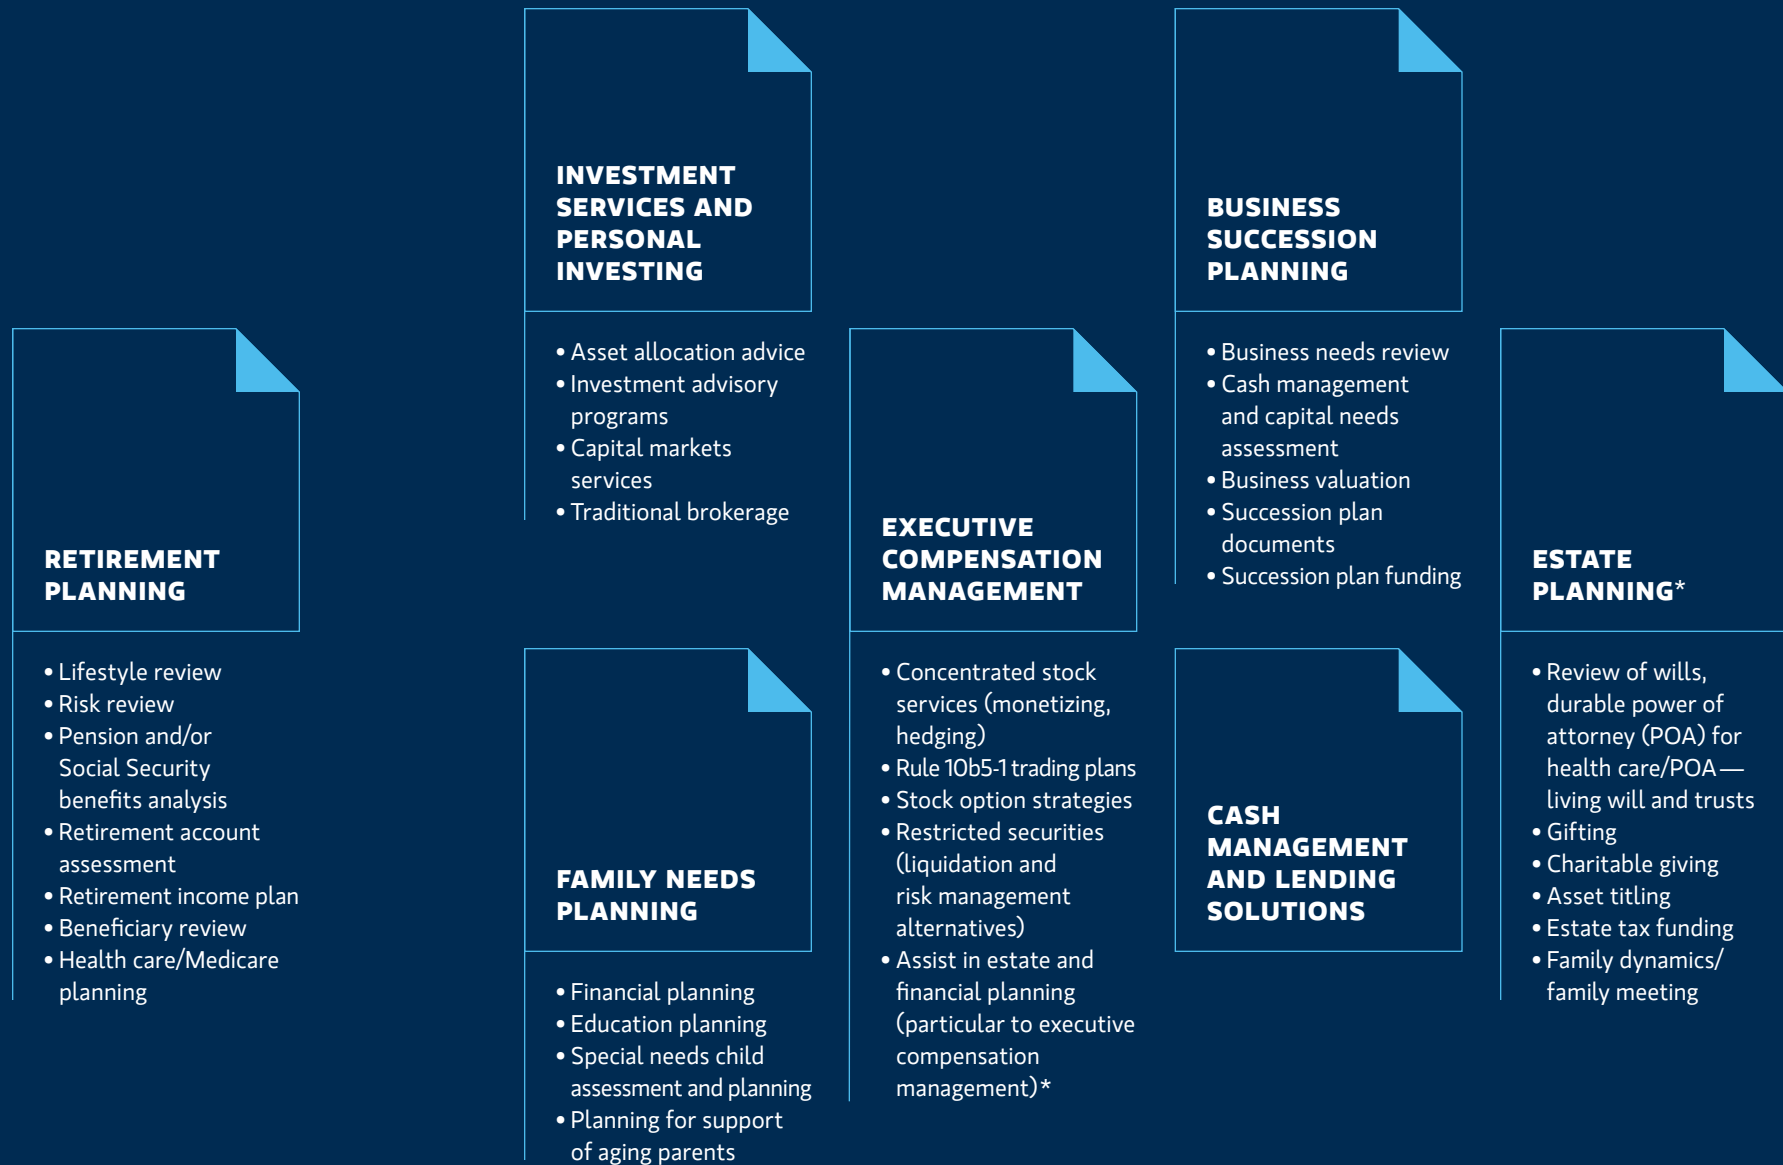 RETIREMENT
PLANNING
• Lifestyle review
• Risk review
• Pension and/or
Social Security
benefits analysis
• Retirement account
assessment
• Retirement income plan
• Beneficiary review
• Health care/Medicare
planning
INVESTMENT
SERVICES AND
PERSONAL
INVESTING
• Asset allocation advice
• Investment advisory
programs
• Capital markets
services
• Traditional brokerage
FAMILY NEEDS
PLANNING
• Financial planning
• Education planning
• Special needs child
assessment and planning
• Planning for support
of aging parents
EXECUTIVE
COMPENSATION
MANAGEMENT
• Concentrated stock
services (monetizing,
hedging)
• Rule 10b5-1 trading plans
• Stock option strategies
• Restricted securities
(liquidation and
risk management
alternatives)
• Assist in estate and
financial planning
(particular to executive
compensation
management)*
BUSINESS
SUCCESSION
PLANNING
• Business needs review
• Cash management
and capital needs
assessment
• Business valuation
• Succession plan
documents
• Succession plan funding
CASH
MANAGEMENT
AND LENDING
SOLUTIONS
ESTATE
PLANNING*
• Review of wills,
durable power of
attorney (POA) for
health care/POA —
living will and trusts
• Gifting
• Charitable giving
• Asset titling
• Estate tax funding
• Family dynamics/
family meeting